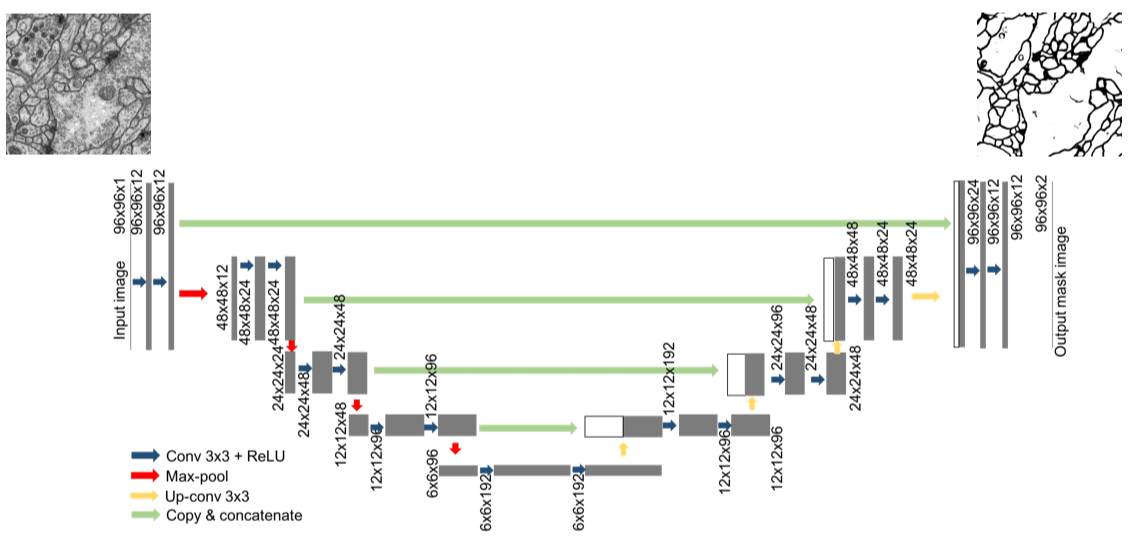 Input image
96x96x1
96x96x12
96x96x12
48x48x12
48x48x24
48x48x24
24x24x24
24x24x48
24x24x48
12x12x48
12x12x96
12x12x96
6x6x96
6x6x192
6x6x192
12x12x192
12x12x96
12x12x96
24x24x96
24x24x48
24x24x48
48x48x48
48x48x24
48x48x24
96x96x24
96x96x12
96x96x12
96x96x2
Output mask image
Conv 3x3 + ReLU
Max-pool
Up-conv 3x3
Copy & concatenate